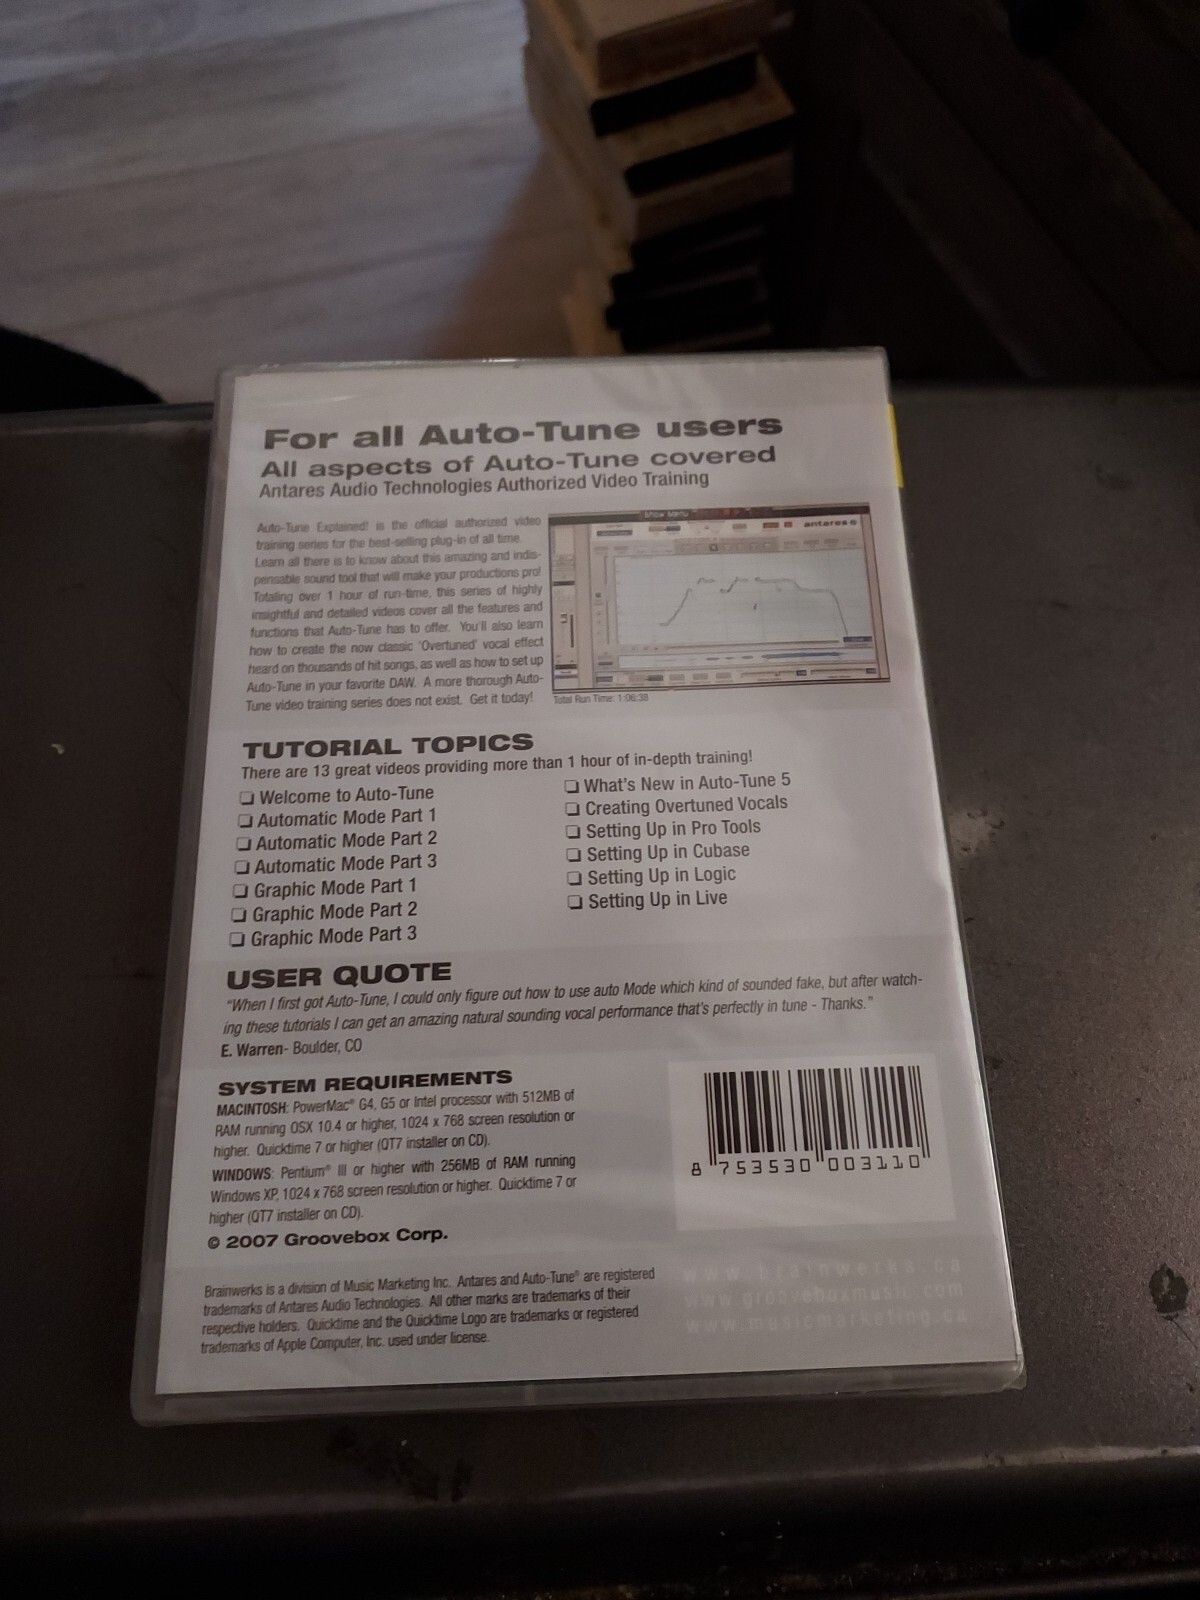 For all Auto-Tune users
All aspects of Auto-Tune covered
Antares Audio Technologies Authorized Video Training
Auto-Tune Explained! is the official authorized video
training series for the best-selling plug-in of all time.
Learn all there is to know about this amazing and indis-
pensable sound tool that will make your productions pro!
Totaling over 1 hour of run-time, this series of highly
insightful and detailed videos cover all the features and
functions that Auto-Tune has to offer. You'll also learn
how to create the now classic 'Overtuned' vocal effect
heard on thousands of hit songs, as well as how to set up
Auto-Tune in your favorite DAW. A more thorough Auto-
Tune video training series does not exist. Get it today!
Show Menu
antares
Total Run Time: 1:08:38
TUTORIAL TOPICS
There are 13 great videos providing more than 1 hour of in-depth training!
❏ Welcome to Auto-Tune
❏ Automatic Mode Part 1
❏ Automatic Mode Part 2
❏ Automatic Mode Part 3
❏ Graphic Mode Part 1
❏ Graphic Mode Part 2
❏ Graphic Mode Part 3
❏ What's New in Auto-Tune 5
❏ Creating Overtuned Vocals
❏ Setting Up in Pro Tools
❏ Setting Up in Cubase
❏ Setting Up in Logic
❏ Setting Up in Live
USER QUOTE
"When I first got Auto-Tune, I could only figure out how to use auto Mode which kind of sounded fake, but after watch-
ing these tutorials I can get an amazing natural sounding vocal performance that's perfectly in tune - Thanks."
E. Warren- Boulder, CO
SYSTEM REQUIREMENTS
MACINTOSH: PowerMac® G4, G5 or Intel processor with 512MB of
RAM running OSX 10.4 or higher, 1024 x 768 screen resolution or
higher. Quicktime 7 or higher (QT7 installer on CD).
WINDOWS: Pentium® III or higher with 256MB of RAM running
Windows XP, 1024 x 768 screen resolution or higher. Quicktime 7 or
higher (QT7 installer on CD).
© 2007 Groovebox Corp.
8 753530 003110
Brainwerks is a division of Music Marketing Inc. Antares and Auto-Tune® are registered
trademarks of Antares Audio Technologies. All other marks are trademarks of their
respective holders. Quicktime and the Quicktime Logo are trademarks or registered
trademarks of Apple Computer, Inc. used under license.
www.brainwerks.ca
www.grooveboxmusic.com
www.musicmarketing.ca